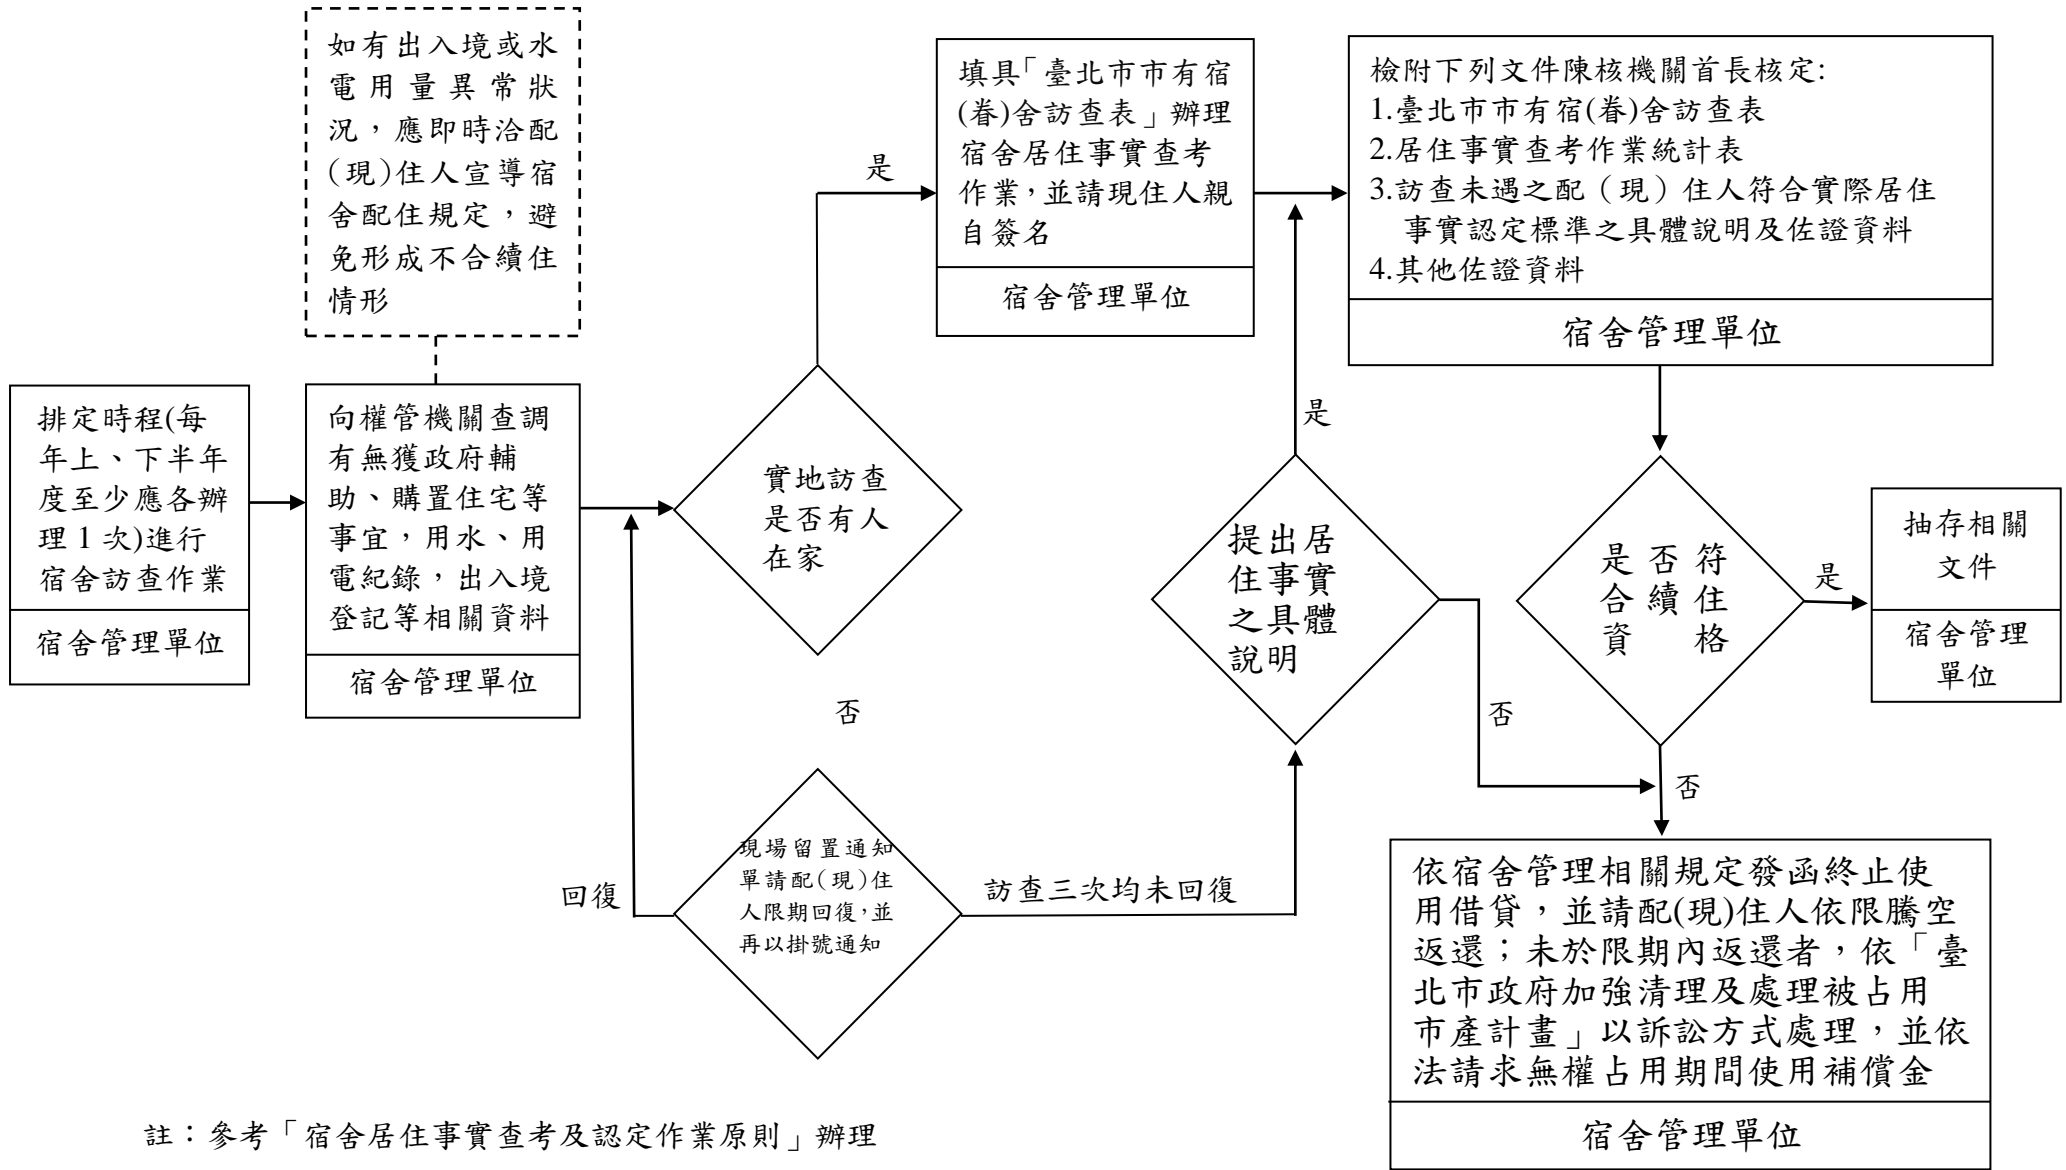 如有出入境或水
電用量異常狀
況，應即時洽配
(現)住人宣導宿
舍配住規定，避
免形成不合續住
情形
排定時程(每
年上、下半年
度至少應各辦
理 1 次)進行
宿舍訪查作業
宿舍管理單位
向權管機關查調
有無獲政府輔
助、購置住宅等
事宜，用水、用
電紀錄，出入境
登記等相關資料
宿舍管理單位
實地訪查
是否有人
在家
是
否
填具「臺北市市有宿
(眷)舍訪查表」辦理
宿舍居住事實查考
作業，並請現住人親
自簽名
宿舍管理單位
現場留置通知
單請配(現)住
人限期回復，並
再以掛號通知
回復
訪查三次均未回復
提出居
住事實
之具體
說明
是
否
檢附下列文件陳核機關首長核定:
1.臺北市市有宿(眷)舍訪查表
2.居住事實查考作業統計表
3.訪查未遇之配（現）住人符合實際居住
事實認定標準之具體說明及佐證資料
4.其他佐證資料
宿舍管理單位
是否符
合續住
資格
是
否
抽存相關
文件
宿舍管理
單位
依宿舍管理相關規定發函終止使
用借貸，並請配(現)住人依限騰空
返還；未於限期內返還者，依「臺
北市政府加強清理及處理被占用
市產計畫」以訴訟方式處理，並依
法請求無權占用期間使用補償金
宿舍管理單位
註：參考「宿舍居住事實查考及認定作業原則」辦理